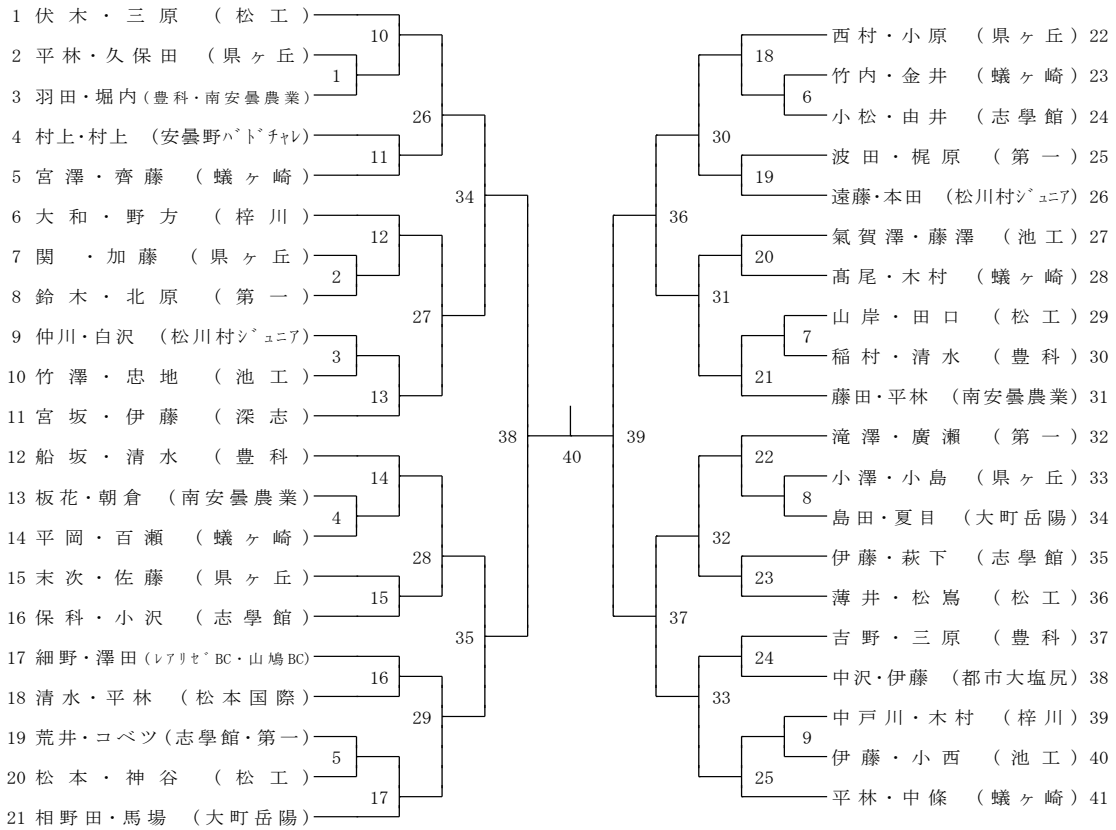 1 伏木・三原 (松工)
2 平林・久保田 (県ヶ丘)
3 羽田・堀内 (豊科・南安曇農業)
4 村上・村上 (安曇野ﾊﾞﾄﾞﾁｬﾚ)
5 宮澤・齊藤 (蟻ヶ崎)
6 大和・野方 (梓川)
7 関・加藤 (県ヶ丘)
8 鈴木・北原 (第一)
9 仲川・白沢 (松川村ｼﾞｭﾆｱ)
10 竹澤・忠地 (池工)
11 宮坂・伊藤 (深志)
12 船坂・清水 (豊科)
13 板花・朝倉 (南安曇農業)
14 平岡・百瀬 (蟻ヶ崎)
15 末次・佐藤 (県ヶ丘)
16 保科・小沢 (志學館)
17 細野・澤田 (ﾚｱﾘｾﾞBC・山鳩BC)
18 清水・平林 (松本国際)
19 荒井・コベツ (志學館・第一)
20 松本・神谷 (松工)
21 相野田・馬場 (大町岳陽)
10
1
26
11
34
12
2
27
3
13
38
14
4
28
15
35
16
29
5
17
40
39
18
6
30
19
36
20
31
7
21
22
8
32
23
37
24
33
9
25
西村・小原 (県ヶ丘) 22
竹内・金井 (蟻ヶ崎) 23
小松・由井 (志學館) 24
波田・梶原 (第一) 25
遠藤・本田 (松川村ｼﾞｭﾆｱ) 26
氣賀澤・藤澤 (池工) 27
髙尾・木村 (蟻ヶ崎) 28
山岸・田口 (松工) 29
稲村・清水 (豊科) 30
藤田・平林 (南安曇農業) 31
滝澤・廣瀬 (第一) 32
小澤・小島 (県ヶ丘) 33
島田・夏目 (大町岳陽) 34
伊藤・萩下 (志學館) 35
薄井・松嶌 (松工) 36
吉野・三原 (豊科) 37
中沢・伊藤 (都市大塩尻) 38
中戸川・木村 (梓川) 39
伊藤・小西 (池工) 40
平林・中條 (蟻ヶ崎) 41